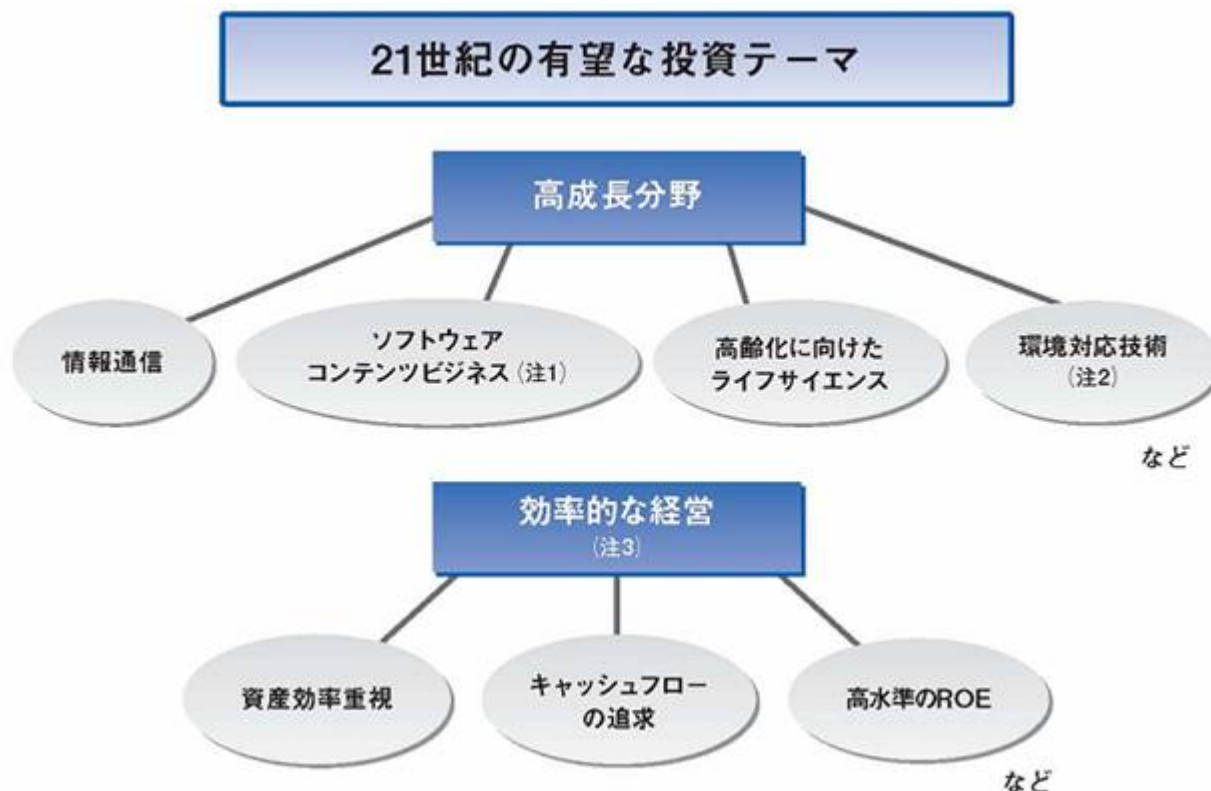 21世紀の有望な投資テーマ
高成長分野
情報通信
ソフトウェア
コンテンツビジネス(注1)
高齢化に向けた
ライフサイエンス
環境対応技術
(注2)
など
効率的な経営
(注3)
資産効率重視
キャッシュフロー
の追求
高水準のROE
など